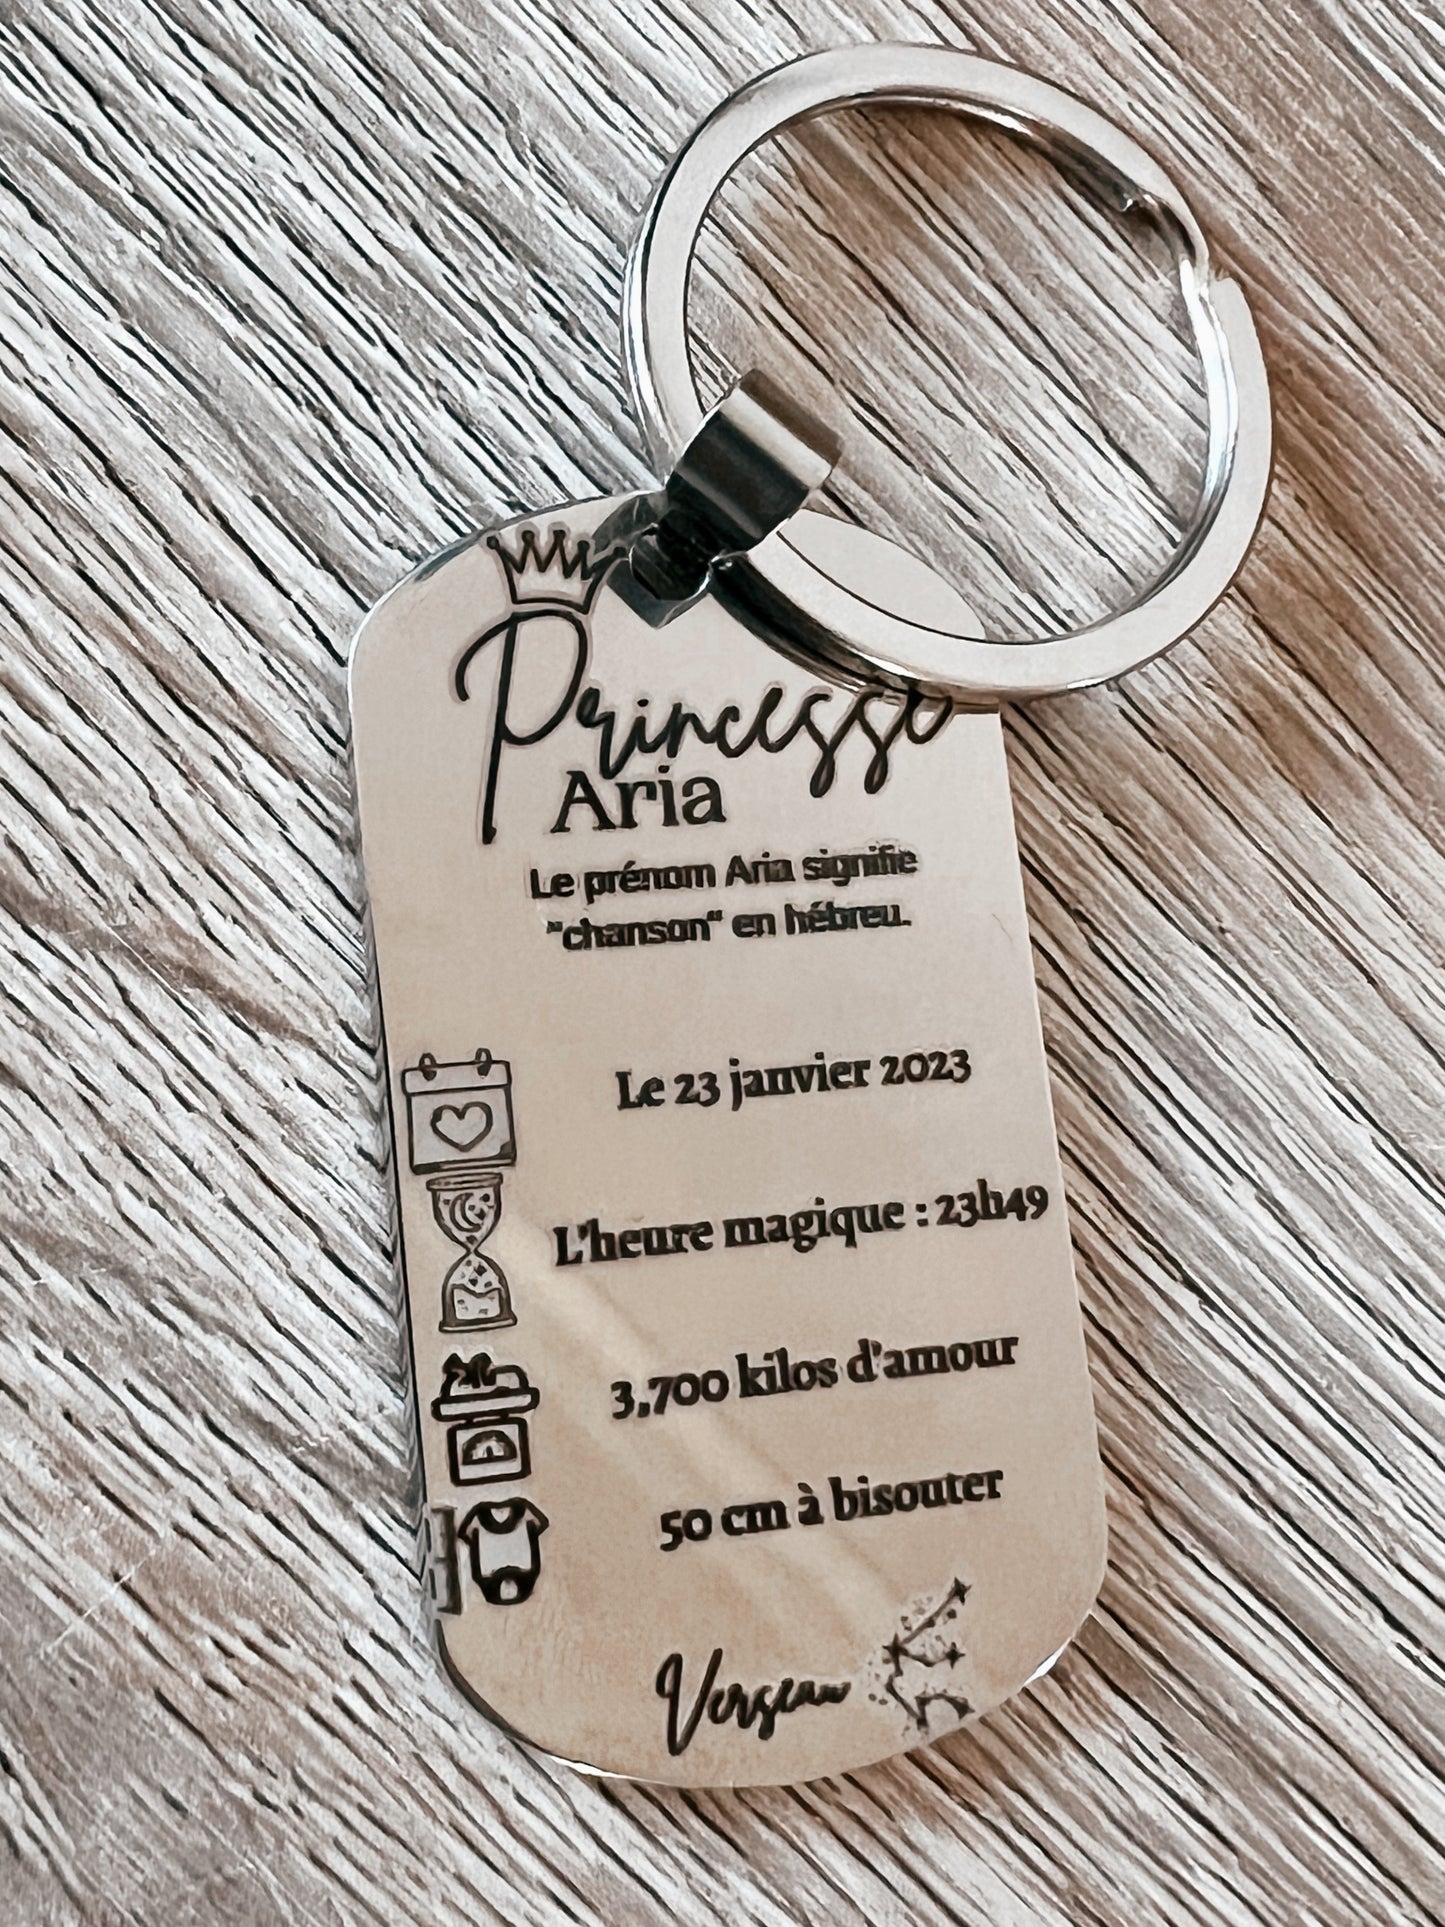 Princesse
Aria
Le prénom Aria signifie
"chanson" en hébreu.
Le 23 janvier 2023
L'heure magique : 23h49
3,700 kilos d'amour
50 cm à bisouter
Verseau